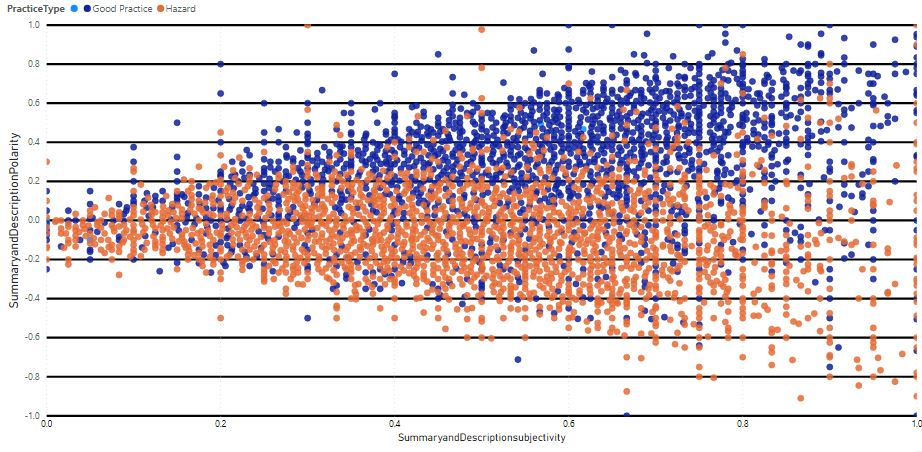 PracticeType Good Practice Hazard
1.0
0.8
0.6
0.4
0.2
0.0
-0.2
-0.4
-0.6
-0.8
-1.0
SummaryandDescriptionPolarity
0.0 0.2 0.4 0.6 0.8 1.0
SummaryandDescriptionsubjectivity